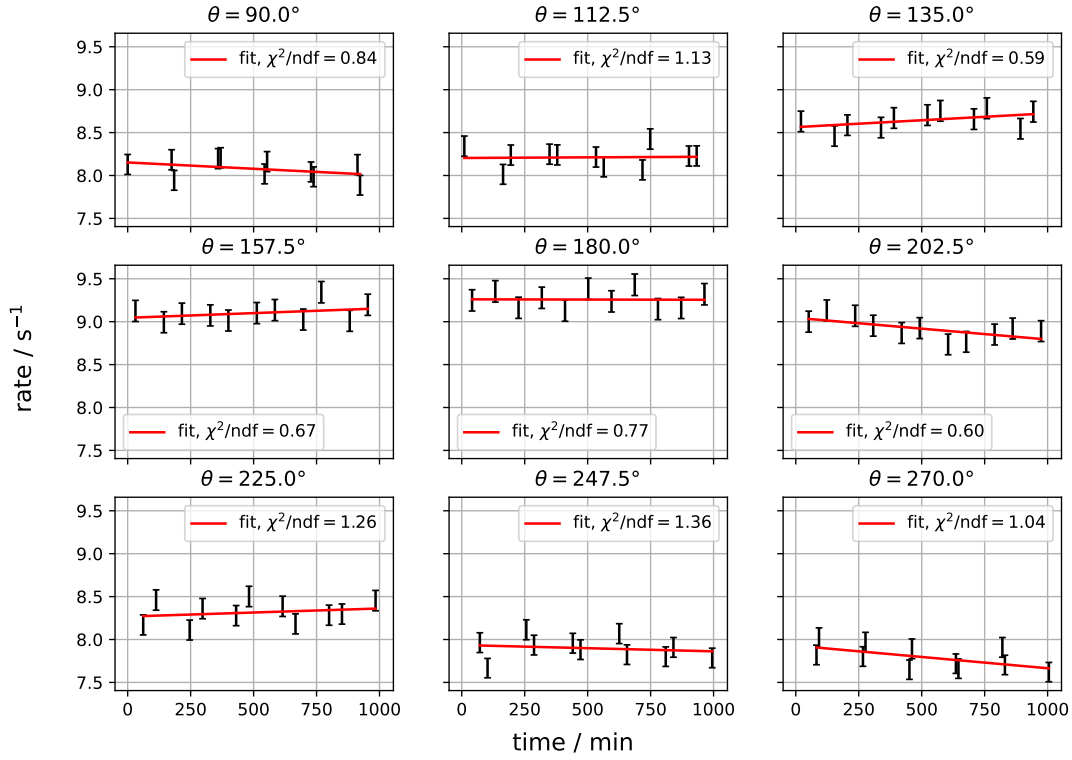 θ = 90.0° θ = 112.5° θ = 135.0°
9.5
9.0
8.5
8.0
7.5
fit, χ²/ndf = 0.84
fit, χ²/ndf = 1.13
fit, χ²/ndf = 0.59
θ = 157.5° θ = 180.0° θ = 202.5°
9.5
9.0
8.5
8.0
7.5
fit, χ²/ndf = 0.67
fit, χ²/ndf = 0.77
fit, χ²/ndf = 0.60
rate / s⁻¹
θ = 225.0° θ = 247.5° θ = 270.0°
9.5
9.0
8.5
8.0
7.5
fit, χ²/ndf = 1.26
fit, χ²/ndf = 1.36
fit, χ²/ndf = 1.04
0 250 500 750 1000 0 250 500 750 1000 0 250 500 750 1000
time / min